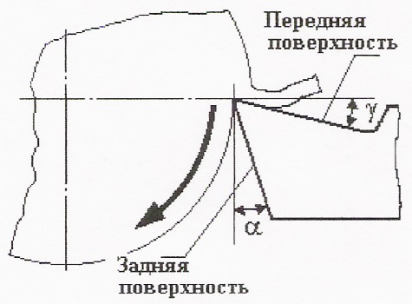 Передняя
поверхность
γ
α
Задняя
поверхность